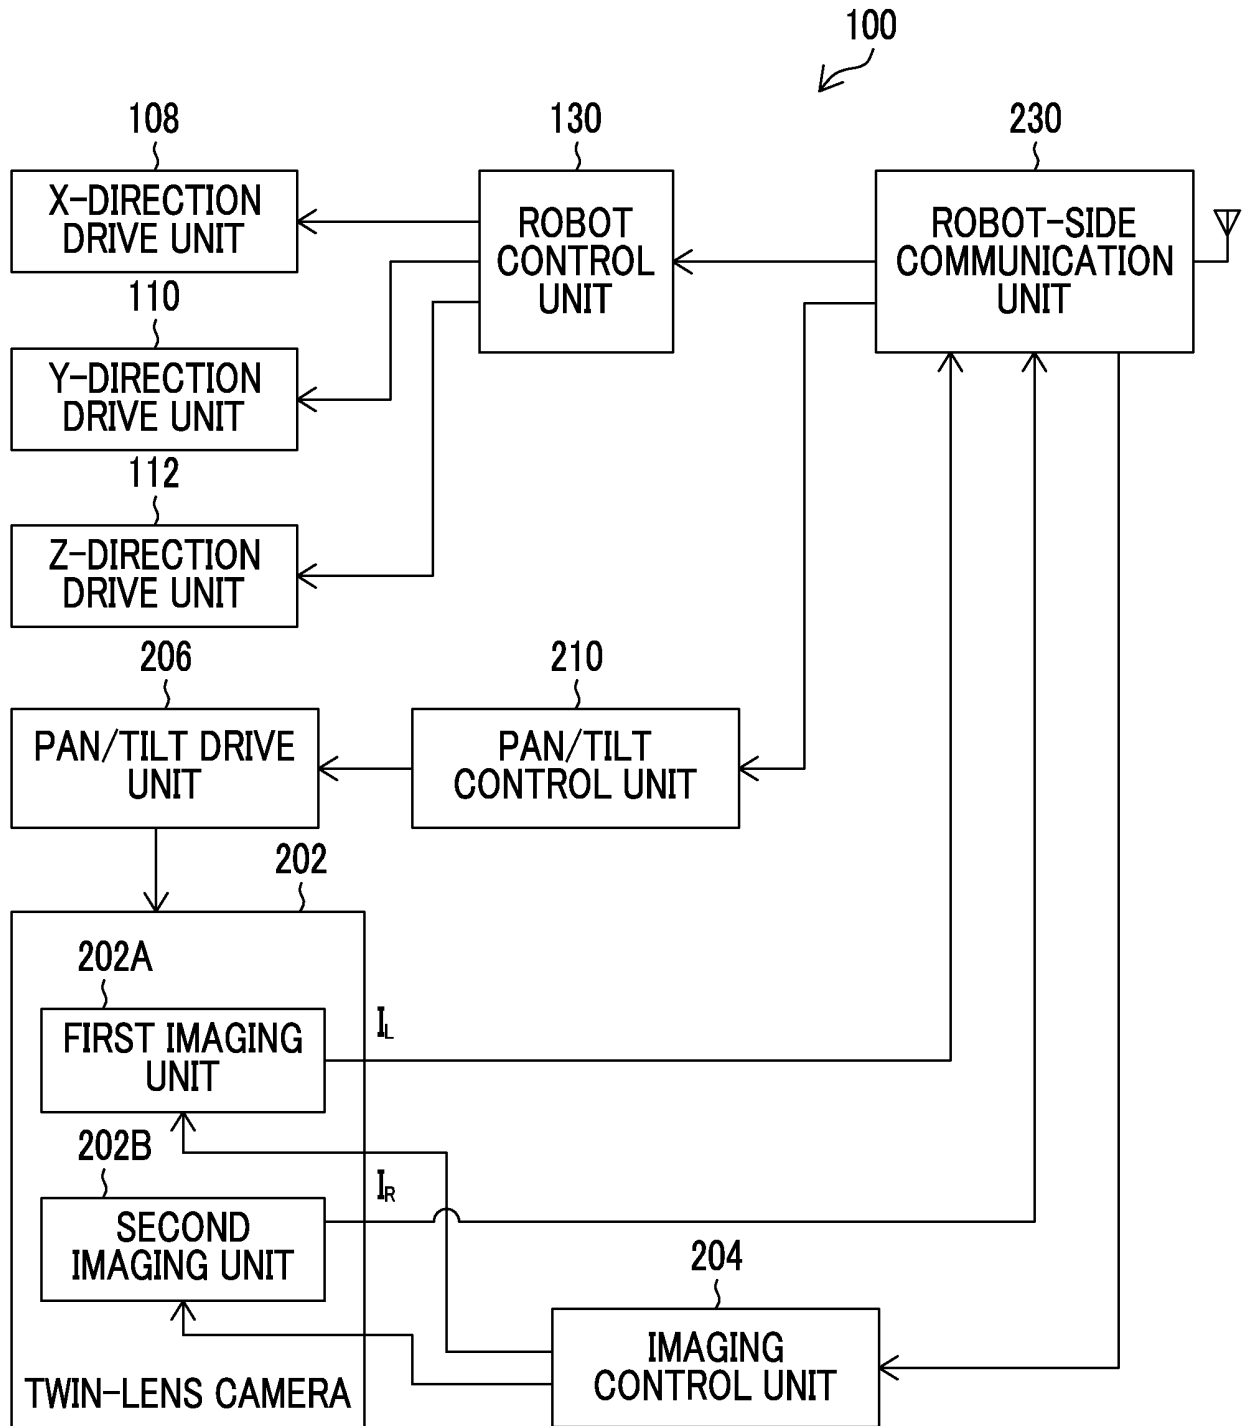 100
108
130
230
X-DIRECTION
DRIVE UNIT
ROBOT
CONTROL
UNIT
ROBOT-SIDE
COMMUNICATION
UNIT
110
Y-DIRECTION
DRIVE UNIT
112
Z-DIRECTION
DRIVE UNIT
206
210
PAN/TILT DRIVE
UNIT
PAN/TILT
CONTROL UNIT
202
202A
FIRST IMAGING
UNIT
I_L
202B
I_R
SECOND
IMAGING UNIT
204
IMAGING
CONTROL UNIT
TWIN-LENS CAMERA